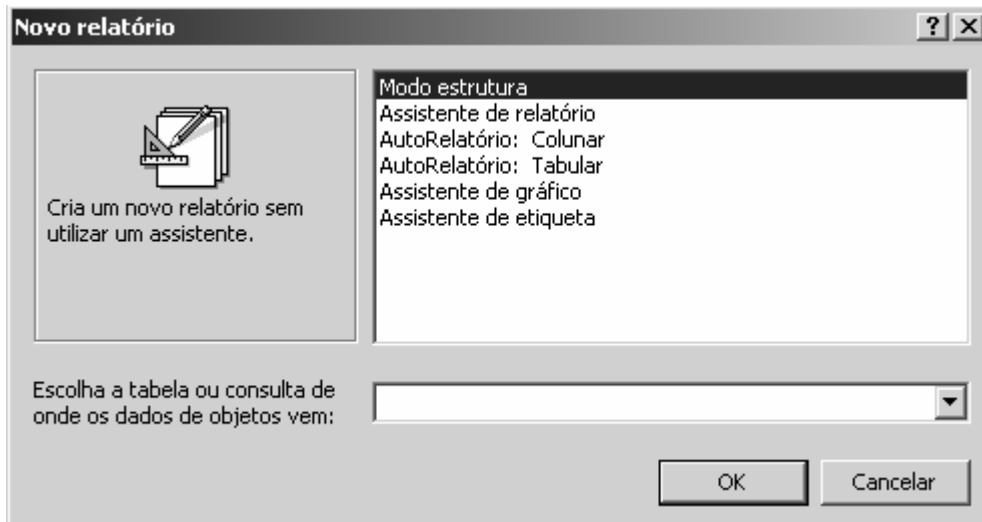 Novo relatório
Modo estrutura
Assistente de relatório
AutoRelatório: Colunar
AutoRelatório: Tabular
Assistente de gráfico
Assistente de etiqueta
Cria um novo relatório sem
utilizar um assistente.
Escolha a tabela ou consulta de
onde os dados de objetos vem:
OK
Cancelar